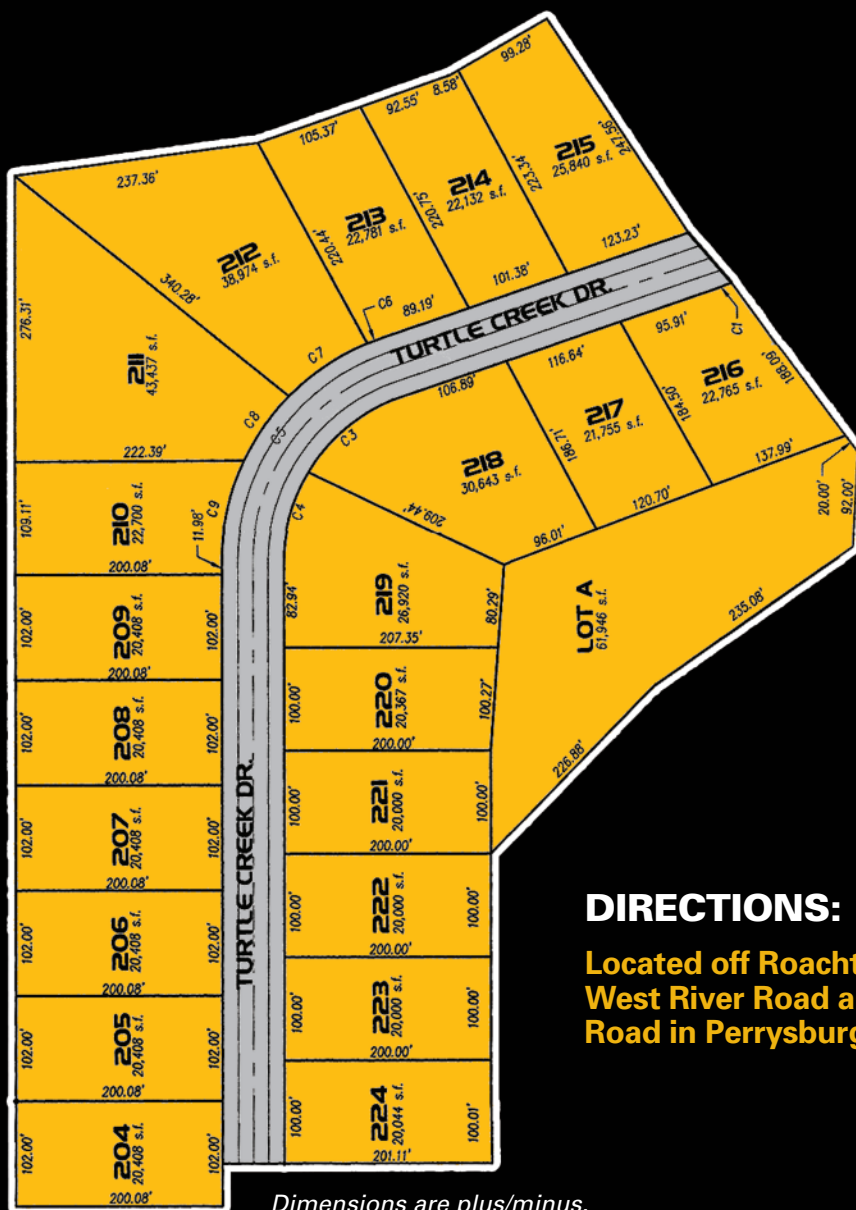 99.28'
92.55' 8.58'
105.37'
237.36'
215
25,840 s.f.
247.56'
214
22,132 s.f.
223.34'
213
22,781 s.f.
220.75'
212
38,974 s.f.
220.44'
340.28'
123.23'
101.38'
89.19'
C6
C7
TURTLE CREEK DR.
C1
276.31'
211
43,437 s.f.
C8
C5
C3
106.89'
116.64'
95.91'
216
22,765 s.f.
188.09'
217
21,755 s.f.
184.50'
218
30,643 s.f.
186.71'
222.39'
137.99'
120.70'
96.01'
20.00'
92.00'
209.44'
C4
C9
11.98'
109.11'
210
22,700 s.f.
200.08'
82.94'
219
26,920 s.f.
80.29'
207.35'
LOT A
61,946 s.f.
235.08'
226.88'
102.00'
209
20,408 s.f.
102.00'
200.08'
100.00'
220
20,367 s.f.
100.27'
200.00'
102.00'
208
20,408 s.f.
102.00'
200.08'
100.00'
221
20,000 s.f.
100.00'
200.00'
TURTLE CREEK DR.
102.00'
207
20,408 s.f.
102.00'
200.08'
100.00'
222
20,000 s.f.
100.00'
200.00'
102.00'
206
20,408 s.f.
102.00'
200.08'
100.00'
223
20,000 s.f.
100.00'
200.00'
102.00'
205
20,408 s.f.
102.00'
200.08'
100.00'
224
20,044 s.f.
100.01'
201.11'
102.00'
204
20,408 s.f.
102.00'
200.08'
DIRECTIONS:
Located off Roacht
West River Road a
Road in Perrysburg
Dimensions are plus/minus.